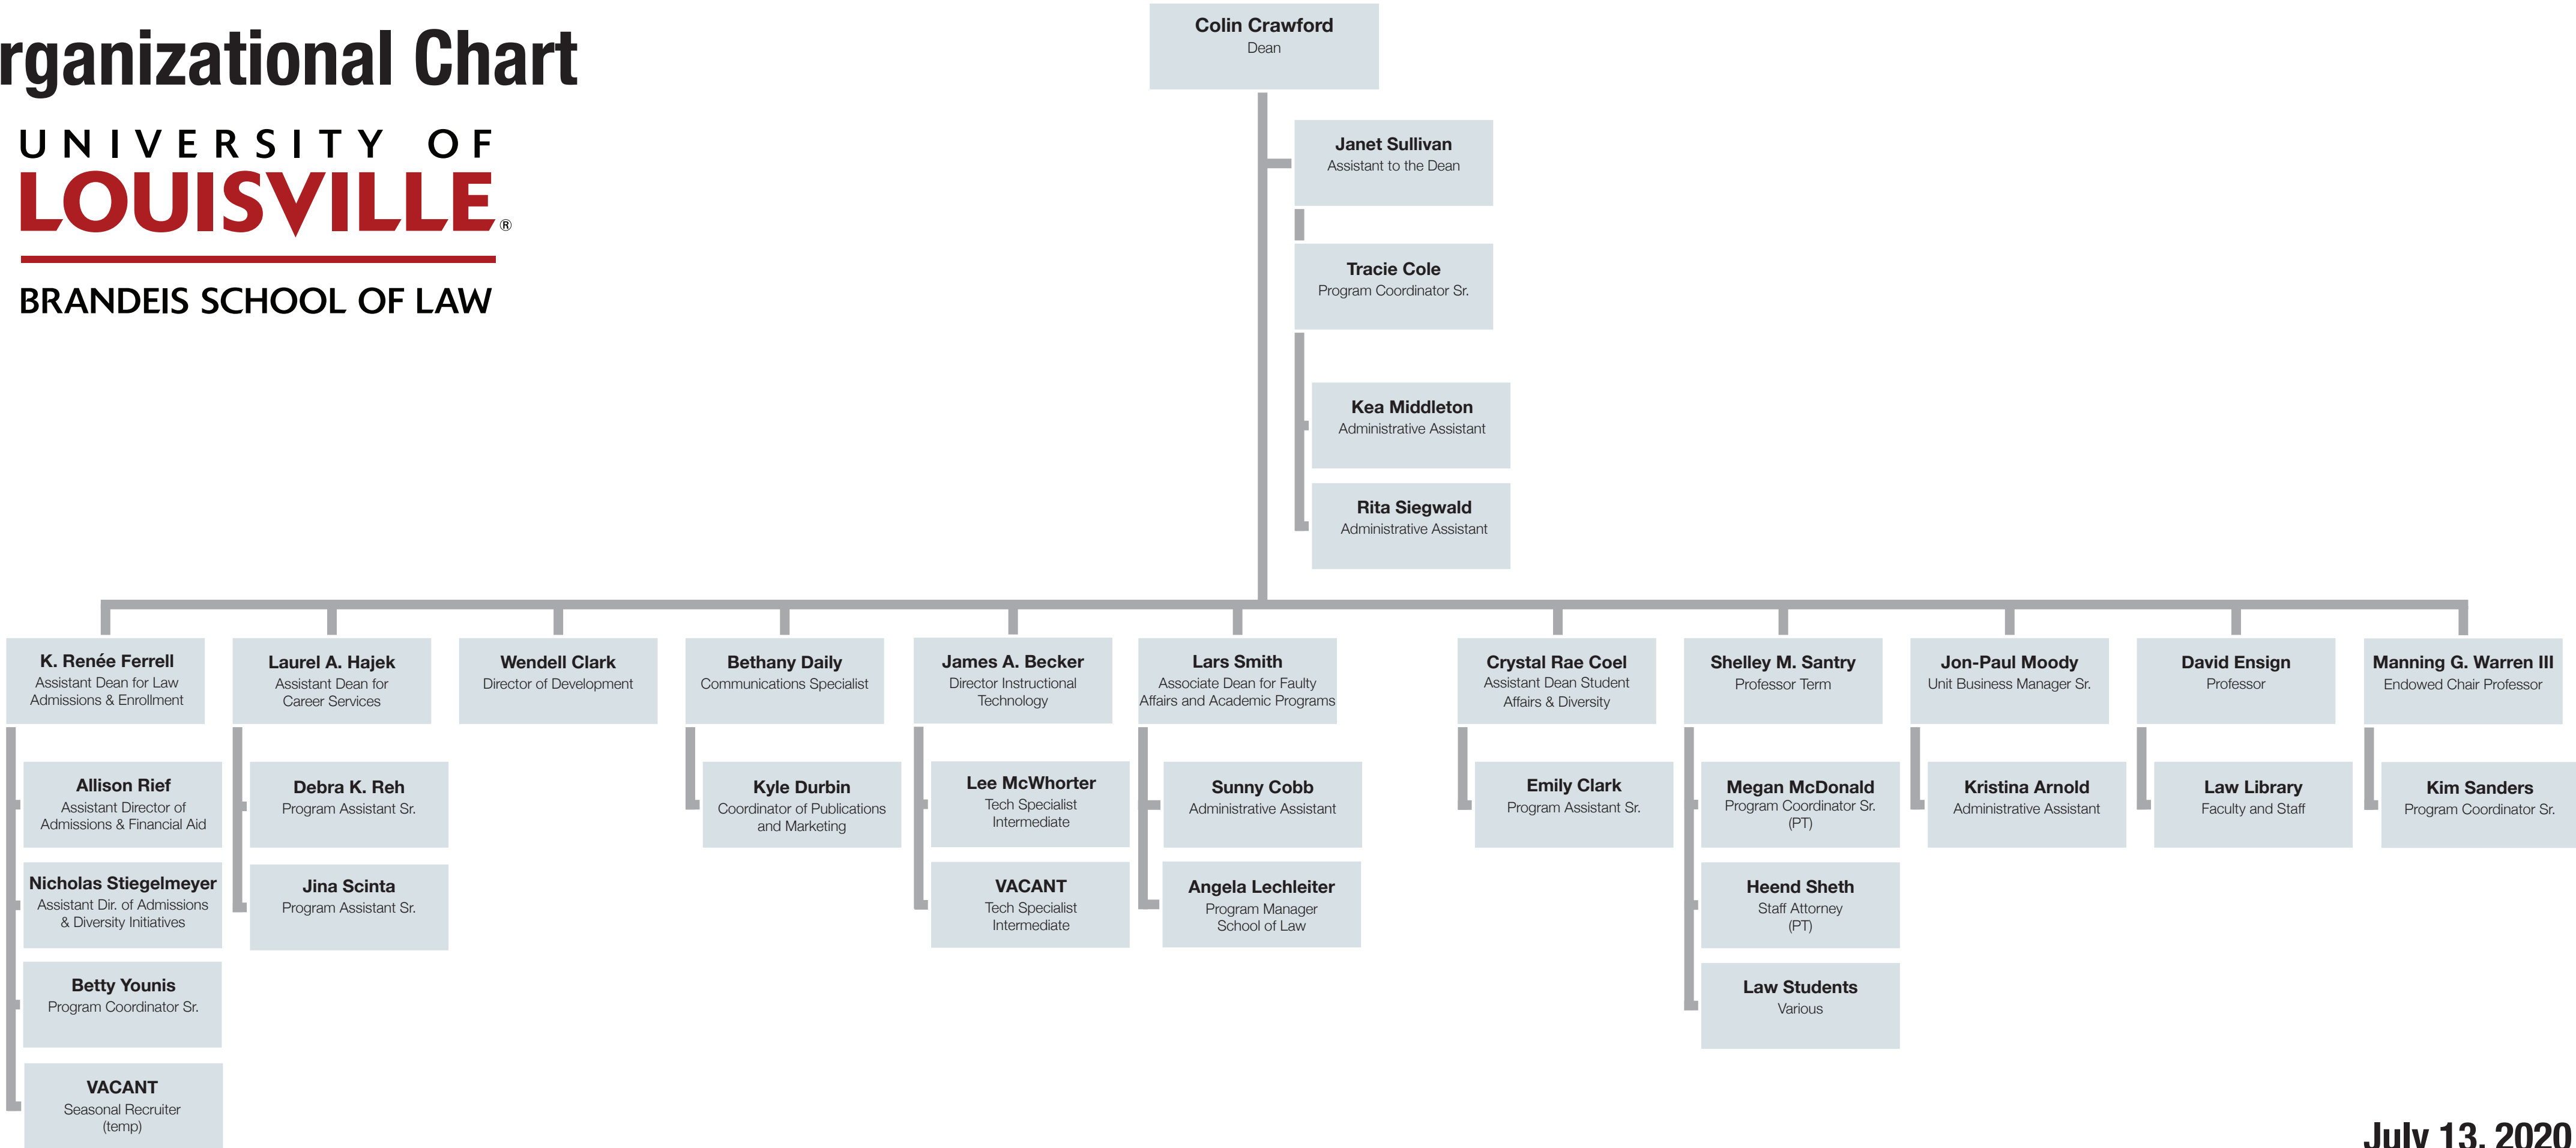 rganizational Chart
UNIVERSITY OF
LOUISVILLE®
BRANDEIS SCHOOL OF LAW
Colin Crawford
Dean
Janet Sullivan
Assistant to the Dean
Tracie Cole
Program Coordinator Sr.
Kea Middleton
Administrative Assistant
Rita Siegwald
Administrative Assistant
K. Renée Ferrell
Assistant Dean for Law
Admissions & Enrollment
Allison Rief
Assistant Director of
Admissions & Financial Aid
Nicholas Stiegelmeyer
Assistant Dir. of Admissions
& Diversity Initiatives
Betty Younis
Program Coordinator Sr.
VACANT
Seasonal Recruiter
(temp)
Laurel A. Hajek
Assistant Dean for
Career Services
Debra K. Reh
Program Assistant Sr.
Jina Scinta
Program Assistant Sr.
Wendell Clark
Director of Development
Bethany Daily
Communications Specialist
Kyle Durbin
Coordinator of Publications
and Marketing
James A. Becker
Director Instructional
Technology
Lee McWhorter
Tech Specialist
Intermediate
VACANT
Tech Specialist
Intermediate
Lars Smith
Associate Dean for Faulty
Affairs and Academic Programs
Sunny Cobb
Administrative Assistant
Angela Lechleiter
Program Manager
School of Law
Crystal Rae Coel
Assistant Dean Student
Affairs & Diversity
Emily Clark
Program Assistant Sr.
Shelley M. Santry
Professor Term
Megan McDonald
Program Coordinator Sr.
(PT)
Heend Sheth
Staff Attorney
(PT)
Law Students
Various
Jon-Paul Moody
Unit Business Manager Sr.
Kristina Arnold
Administrative Assistant
David Ensign
Professor
Law Library
Faculty and Staff
Manning G. Warren III
Endowed Chair Professor
Kim Sanders
Program Coordinator Sr.
July 13, 2020